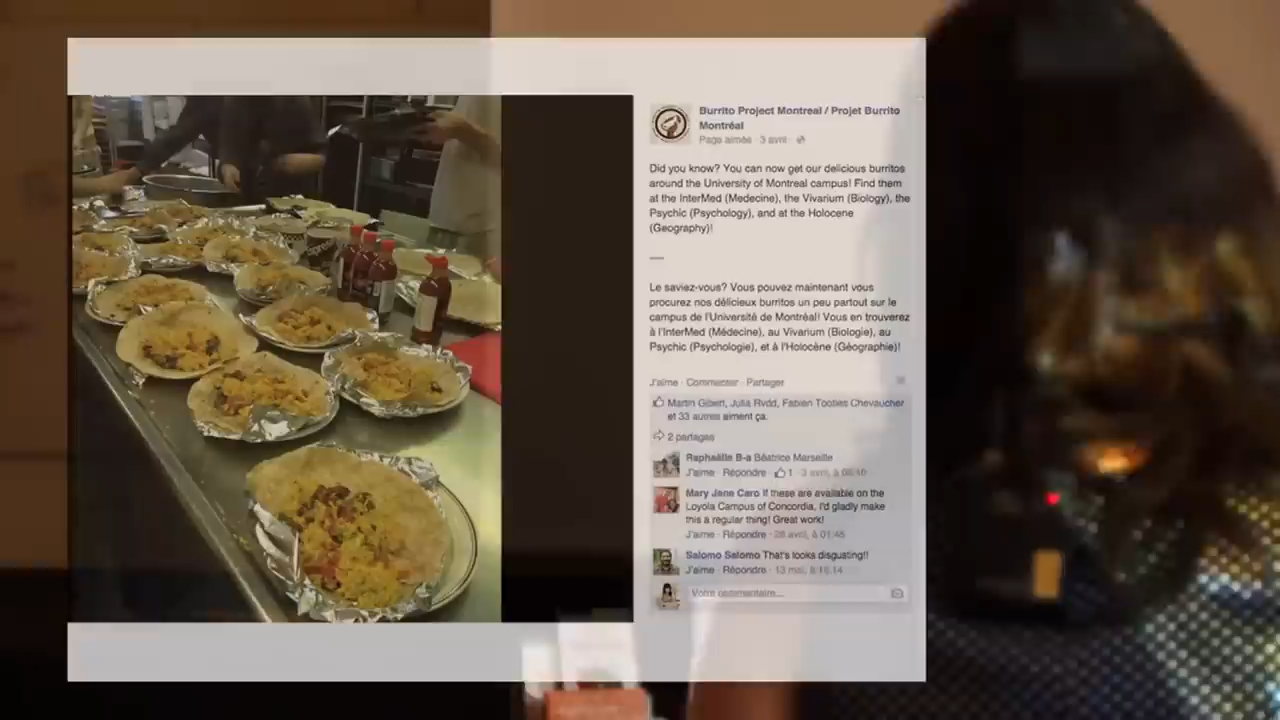 Burrito Project Montreal / Projet Burrito
Montréal
Page aimée · 3 avril ·
Did you know? You can now get our delicious burritos
around the University of Montreal campus! Find them
at the InterMed (Medecine), the Vivarium (Biology), the
Psychic (Psychology), and at the Holocene
(Geography)!
—
Le saviez-vous? Vous pouvez maintenant vous
procurez nos délicieux burritos un peu partout sur le
campus de l'Université de Montréal! Vous en trouverez
à l'InterMed (Médecine), au Vivarium (Biologie), au
Psychic (Psychologie), et à l'Holocène (Géographie)!
J'aime · Commenter · Partager
Martin Gibert, Julia Rvdd, Fabien Tooties Chevaucher
et 33 autres aiment ça.
2 partages
Raphaëlle B-a Béatrice Marseille
J'aime · Répondre · 1 · 3 avril, à
Mary Jane Caro If these are available on the
Loyola Campus of Concordia, I'd gladly make
this a regular thing! Great work!
J'aime · Répondre · 28 avril, à 01:45
Salomo Salomo That's looks disgusting!!
J'aime · Répondre · 13 mai, à 16:14
Votre commentaire...